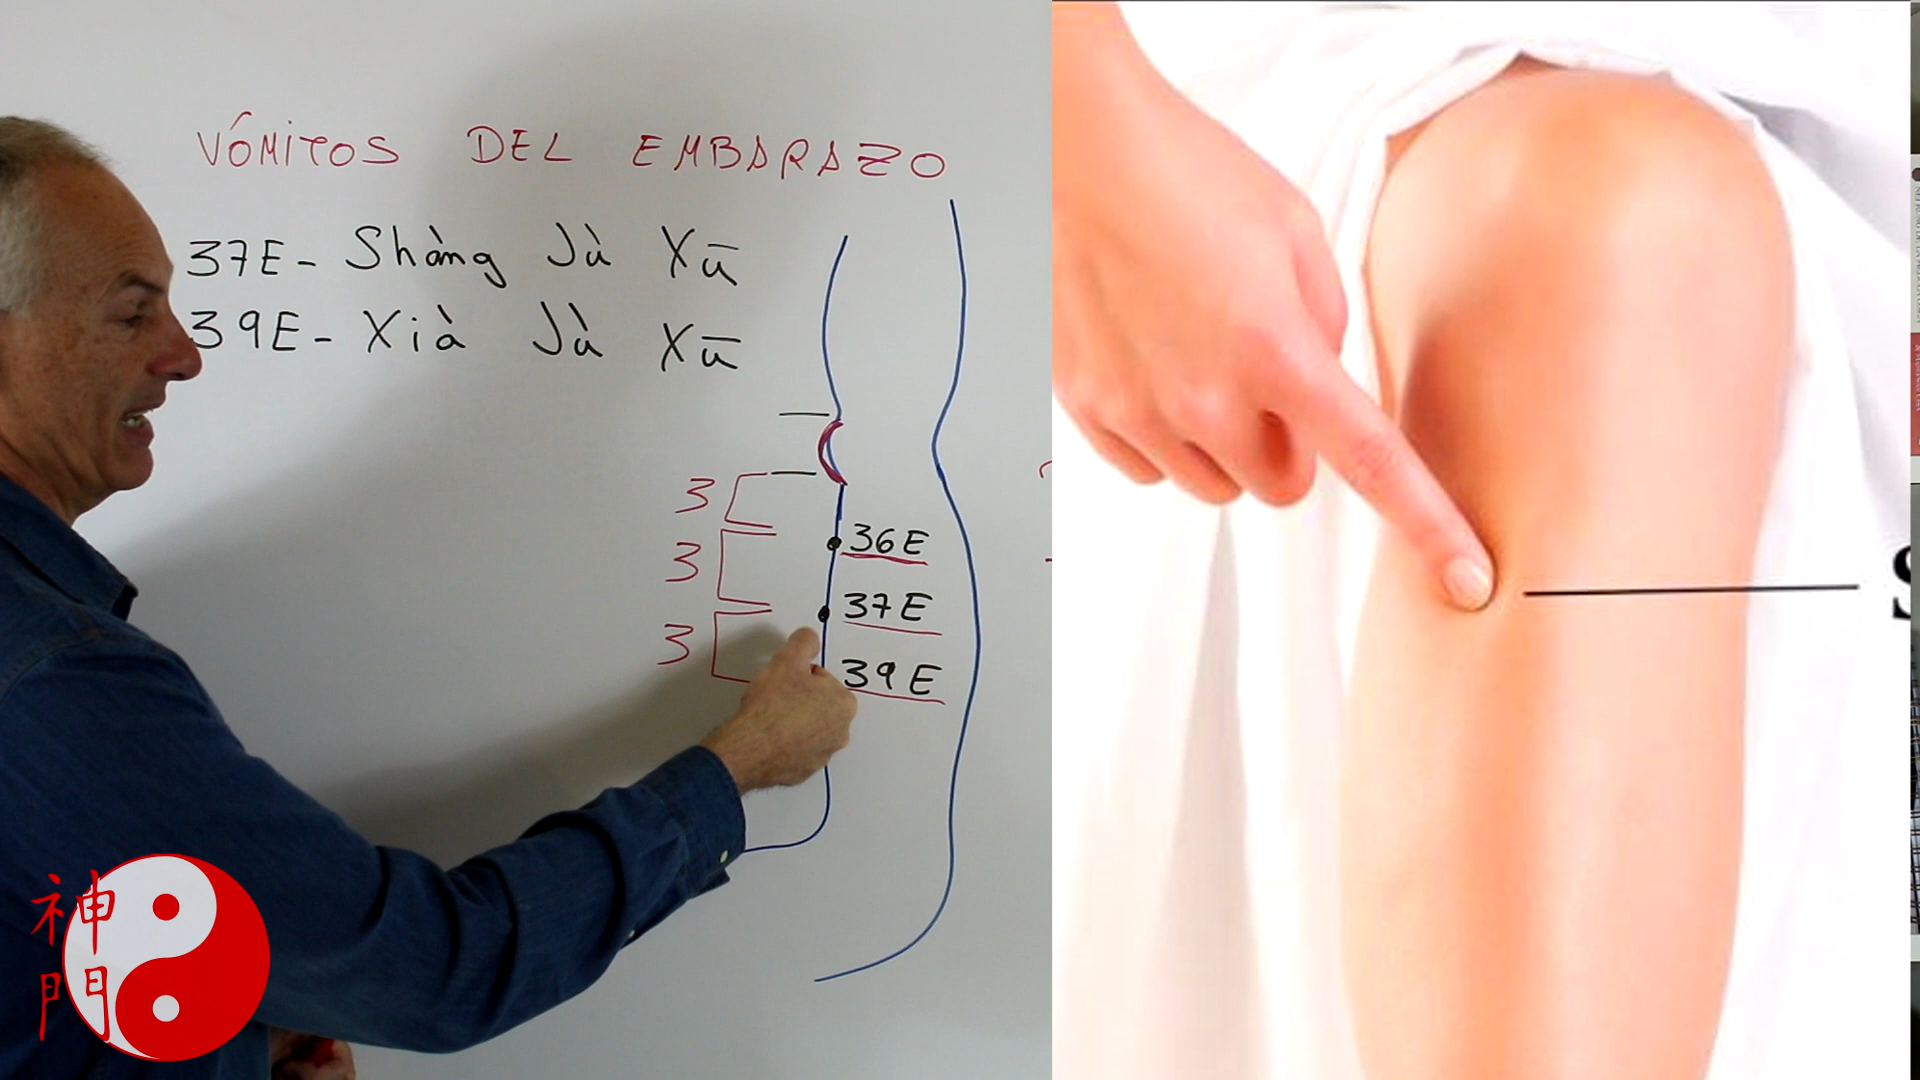 VÓMITOS DEL EMBARAZO
37E- Shàng Jù Xū
39E- Xià Jù Xū
3
36E
3
37E
3
39E
S
神門